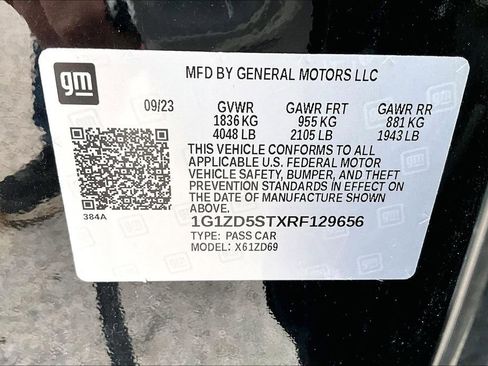 gm
MFD BY GENERAL MOTORS LLC
09/23 GVWR GAWR FRT GAWR RR
1836 KG 955 KG 881 KG
4048 LB 2105 LB 1943 LB
THIS VEHICLE CONFORMS TO ALL
APPLICABLE U.S. FEDERAL MOTOR
VEHICLE SAFETY, BUMPER, AND THEFT
PREVENTION STANDARDS IN EFFECT ON
THE DATE OF MANUFACTURE SHOWN
ABOVE.
384A
1G1ZD5STXRF129656
TYPE: PASS CAR
MODEL: X61ZD69